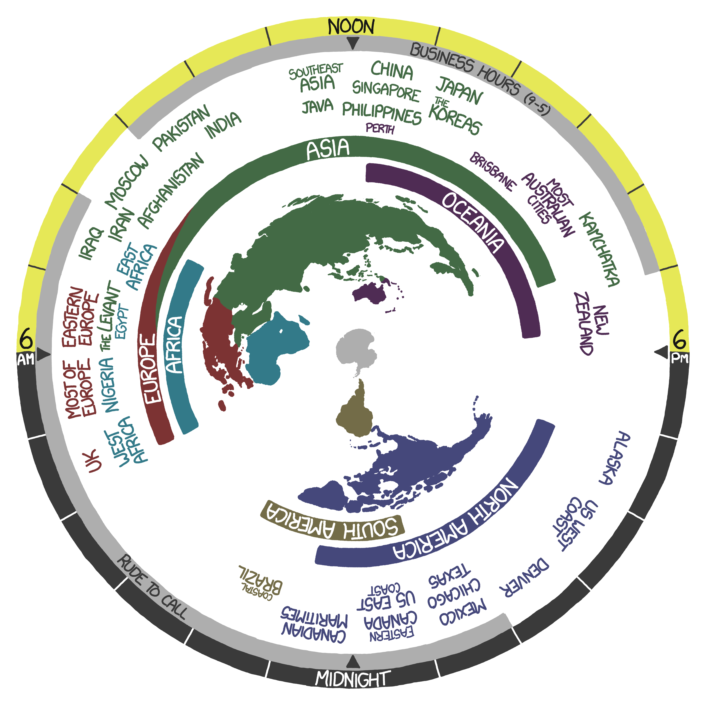 NOON
BUSINESS HOURS (9-5)
SOUTHEAST
ASIA
CHINA
SINGAPORE
JAPAN
THE
KOREAS
JAVA
PHILIPPINES
PERTH
PAKISTAN
INDIA
MOSCOW
AFGHANISTAN
IRAN
IRAQ
ASIA
OCEANIA
BRISBANE
MOST
AUSTRALIAN
CITIES
KAMCHATKA
NEW
ZEALAND
EAST
AFRICA
EASTERN
EUROPE
THE LEVANT
EGYPT
6
AM
6
PM
MOST OF
EUROPE
NIGERIA
EUROPE
AFRICA
UK
WEST
AFRICA
ALASKA
US WEST
COAST
DENVER
NORTH AMERICA
SOUTH AMERICA
MEXICO
CHICAGO
TEXAS
US EAST
COAST
EASTERN
CANADA
CANADIAN
MARITIMES
COASTAL
BRAZIL
RUDE TO CALL
MIDNIGHT